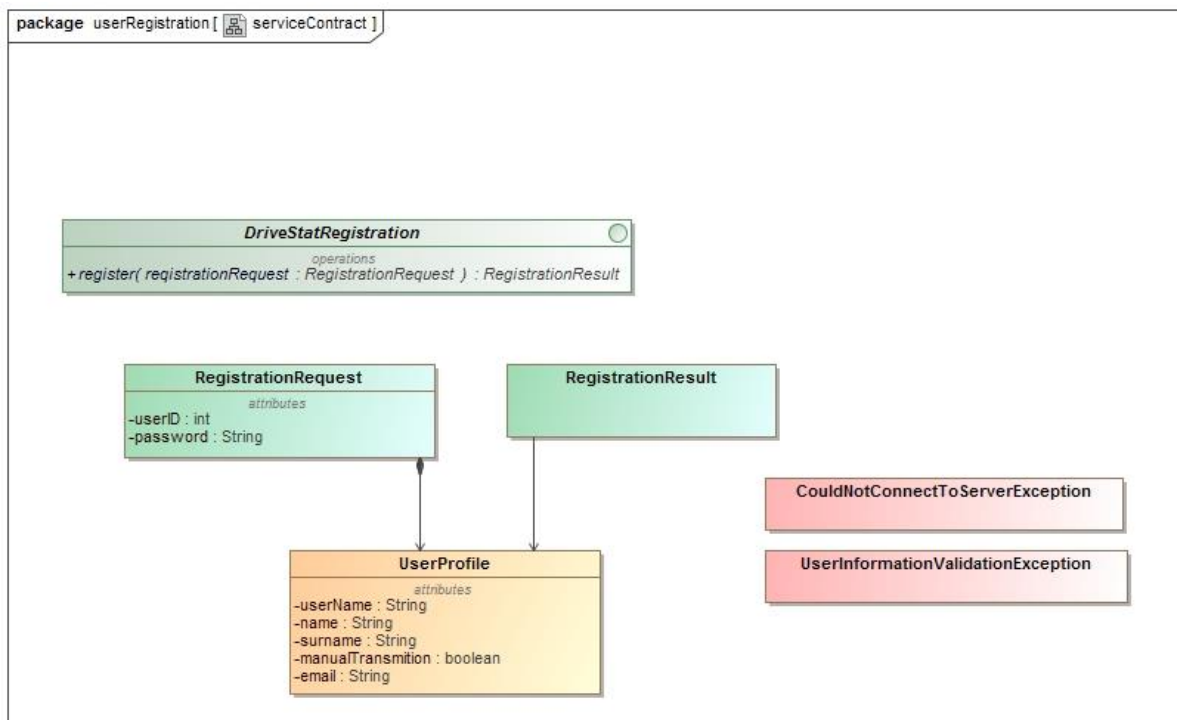 package userRegistration [ serviceContract ]
DriveStatRegistration
operations
+register( registrationRequest : RegistrationRequest ) : RegistrationResult
RegistrationRequest
attributes
-userID : int
-password : String
RegistrationResult
CouldNotConnectToServerException
UserInformationValidationException
UserProfile
attributes
-userName : String
-name : String
-surname : String
-manualTransmition : boolean
-email : String